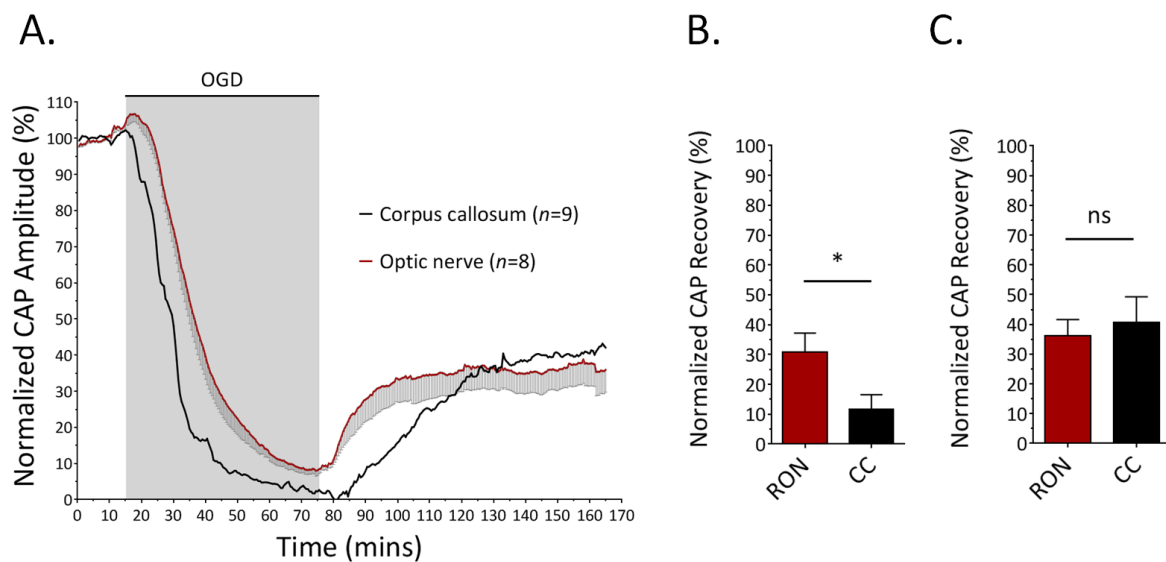 A.
OGD
Normalized CAP Amplitude (%)
110
100
90
80
70
60
50
40
30
20
10
0
0 10 20 30 40 50 60 70 80 90 100 110 120 130 140 150 160 170
Time (mins)
Corpus callosum (n=9)
Optic nerve (n=8)
B.
Normalized CAP Recovery (%)
100
90
80
70
60
50
40
30
20
10
0
*
RON CC
C.
Normalized CAP Recovery (%)
100
90
80
70
60
50
40
30
20
10
0
ns
RON CC